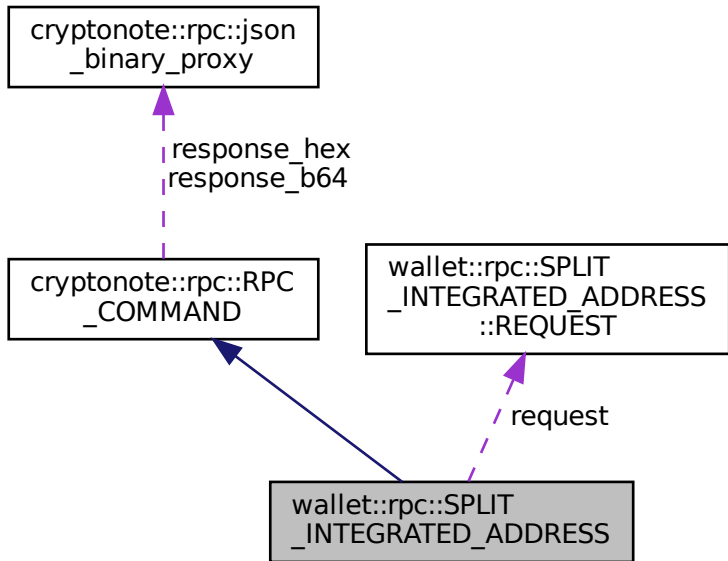 cryptonote::rpc::json
_binary_proxy
response_hex
response_b64
cryptonote::rpc::RPC
_COMMAND
wallet::rpc::SPLIT
_INTEGRATED_ADDRESS
::REQUEST
request
wallet::rpc::SPLIT
_INTEGRATED_ADDRESS